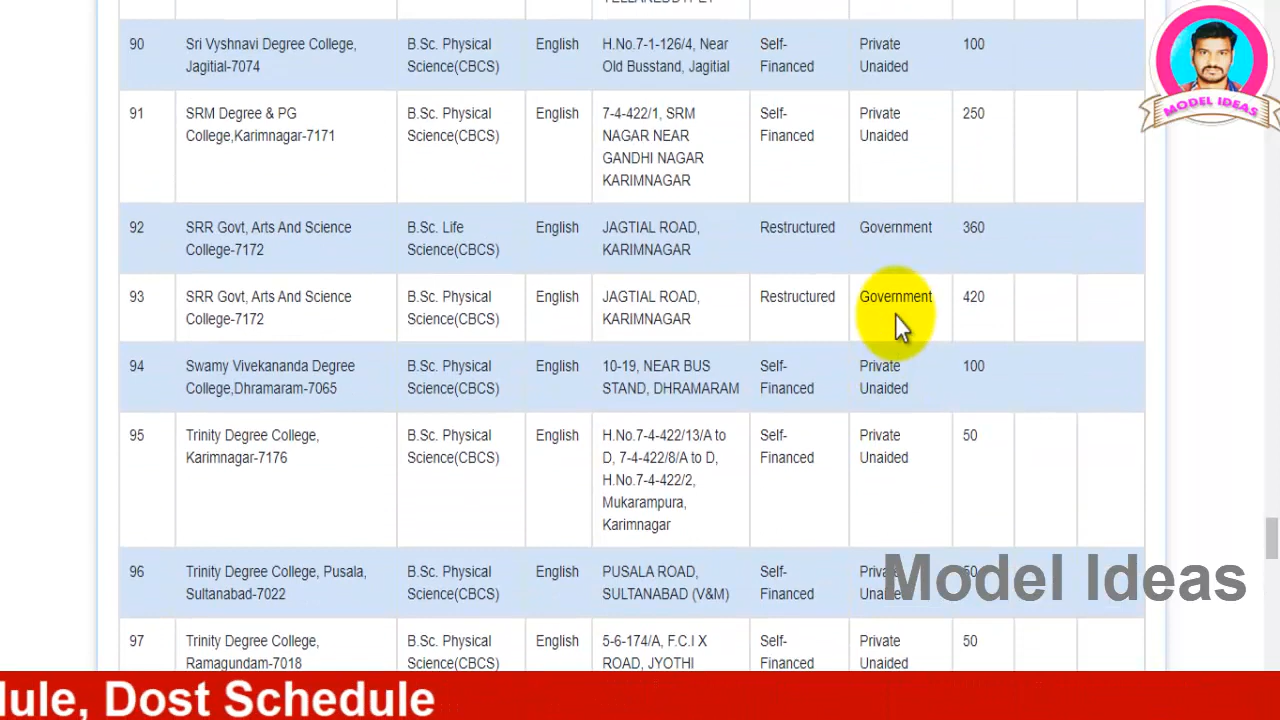 90 Sri Vyshnavi Degree College, B.Sc. Physical English H.No.7-1-126/4, Near Self- Private 100
Jagitial-7074 Science(CBCS) Old Busstand, Jagitial Financed Unaided
91 SRM Degree & PG B.Sc. Physical English 7-4-422/1, SRM Self- Private 250
College,Karimnagar-7171 Science(CBCS) NAGAR NEAR Financed Unaided
GANDHI NAGAR
KARIMNAGAR
92 SRR Govt, Arts And Science B.Sc. Life English JAGTIAL ROAD, Restructured Government 360
College-7172 Science(CBCS) KARIMNAGAR
93 SRR Govt, Arts And Science B.Sc. Physical English JAGTIAL ROAD, Restructured Government 420
College-7172 Science(CBCS) KARIMNAGAR
94 Swamy Vivekananda Degree B.Sc. Physical English 10-19, NEAR BUS Self- Private 100
College,Dhramaram-7065 Science(CBCS) STAND, DHRAMARAM Financed Unaided
95 Trinity Degree College, B.Sc. Physical English H.No.7-4-422/13/A to Self- Private 50
Karimnagar-7176 Science(CBCS) D, 7-4-422/8/A to D, Financed Unaided
H.No.7-4-422/2,
Mukarampura,
Karimnagar
96 Trinity Degree College, Pusala, B.Sc. Physical English PUSALA ROAD, Self- Private 50
Sultanabad-7022 Science(CBCS) SULTANABAD (V&M) Financed Unaided
97 Trinity Degree College, B.Sc. Physical English 5-6-174/A, F.C.I X Self- Private 50
Ramagundam-7018 Science(CBCS) ROAD, JYOTHI Financed Unaided
MODEL IDEAS
Model Ideas
Schedule, Dost Schedule